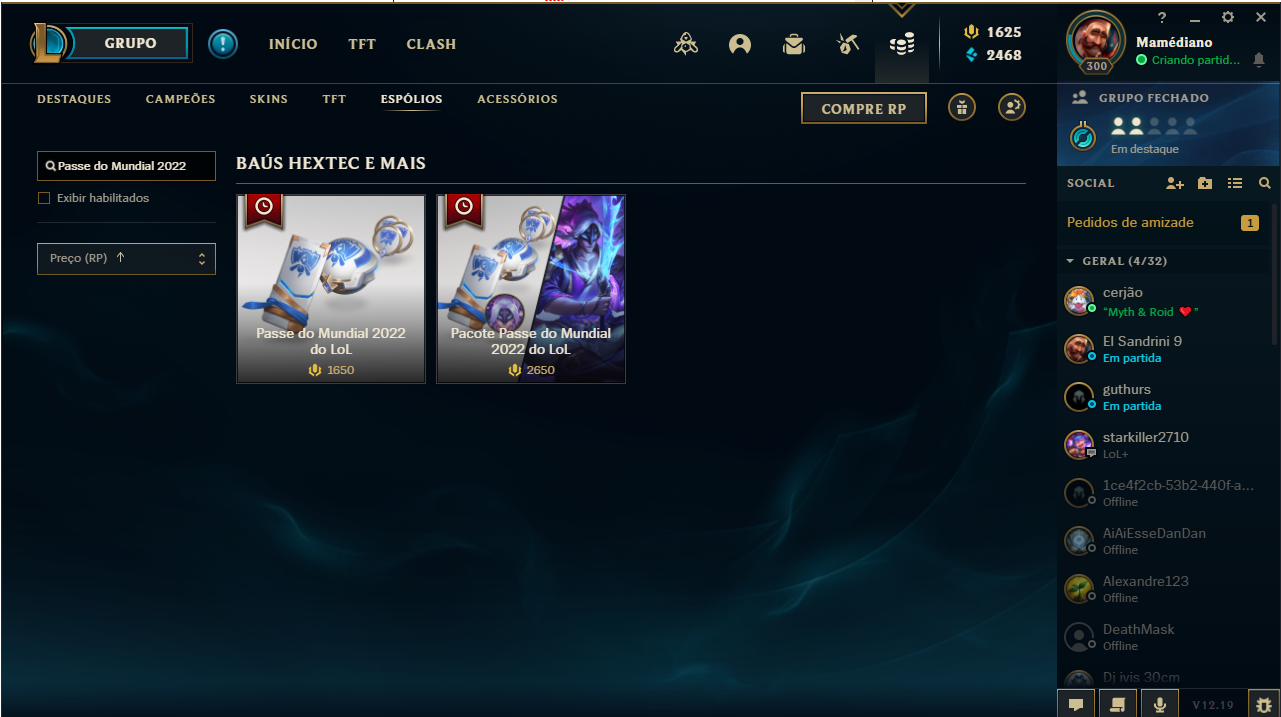 GRUPO
INÍCIO
TFT
CLASH
1625
2468
300
Mamédiano
Criando partid...
DESTAQUES
CAMPEÕES
SKINS
TFT
ESPÓLIOS
ACESSÓRIOS
COMPRE RP
GRUPO FECHADO
Em destaque
Passe do Mundial 2022
Exibir habilitados
Preço (RP) ↑
BAÚS HEXTEC E MAIS
Passe do Mundial 2022
do LoL
1650
Pacote Passe do Mundial
2022 do LoL
2650
SOCIAL
Pedidos de amizade
1
GERAL (4/32)
cerjão
“Myth & Roid ❤”
El Sandrini 9
Em partida
guthurs
Em partida
starkiller2710
LoL+
1ce4f2cb-53b2-440f-a...
Offline
AiAiEsseDanDan
Offline
Alexandre123
Offline
DeathMask
Offline
Dj ivis 30cm
V12.19